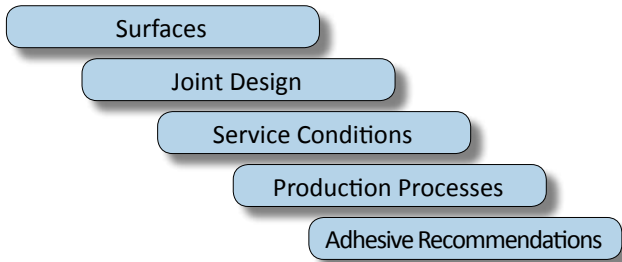 Surfaces
Joint Design
Service Conditions
Production Processes
Adhesive Recommendations